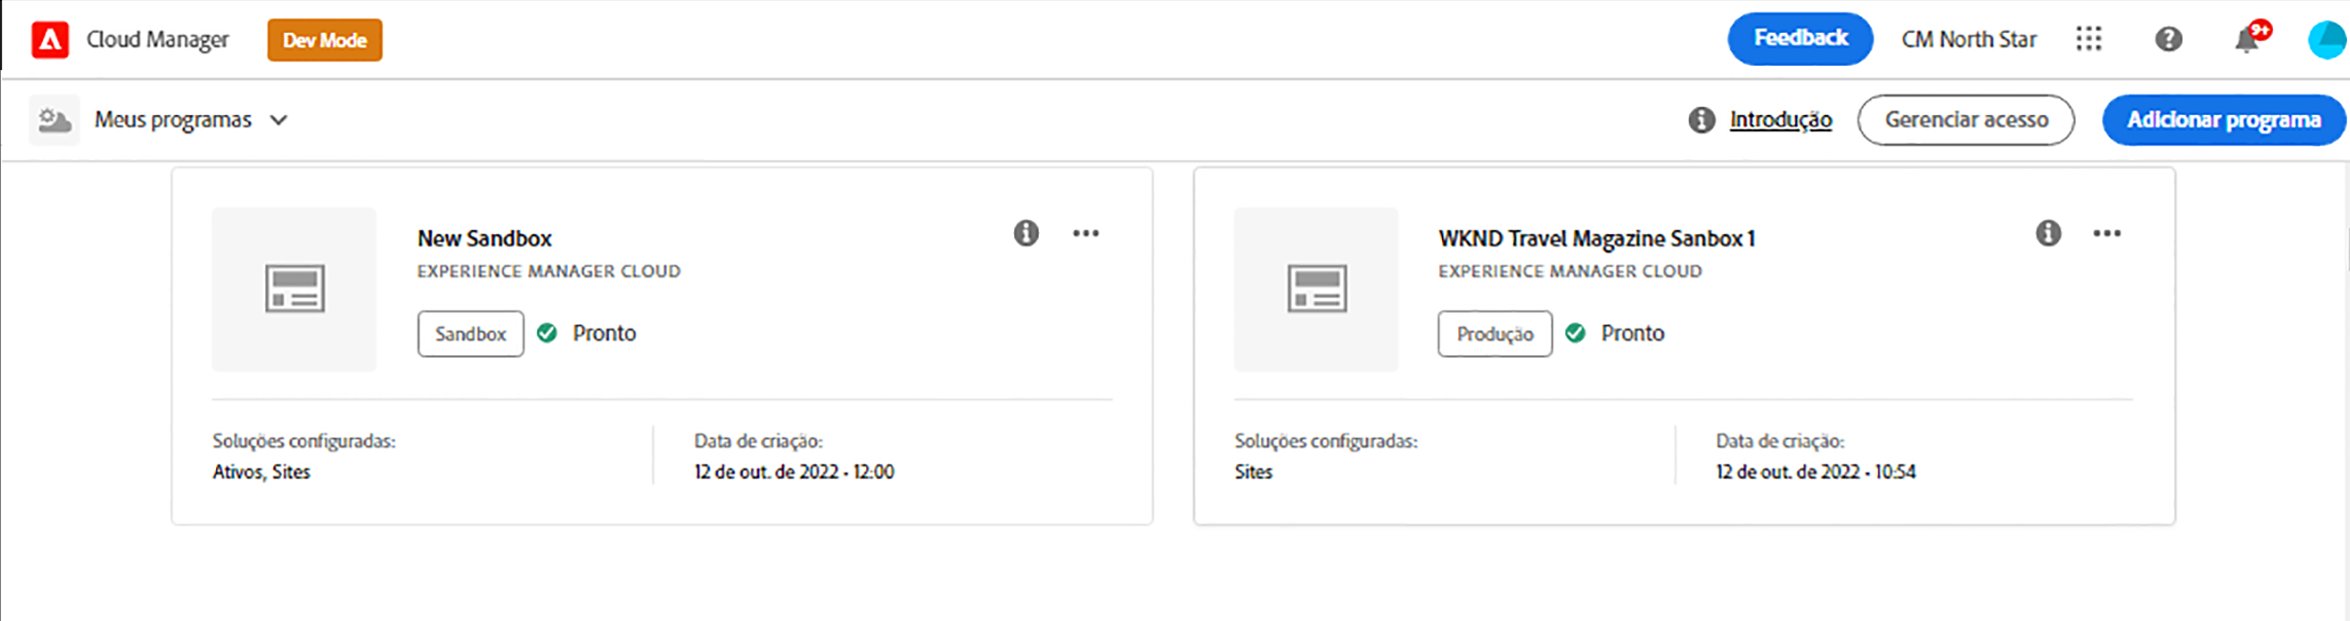 Cloud Manager Dev Mode Feedback CM North Star 9+
Meus programas Introdução Gerenciar acesso Adicionar programa
New Sandbox
EXPERIENCE MANAGER CLOUD
Sandbox Pronto
Soluções configuradas:
Ativos, Sites
Data de criação:
12 de out. de 2022 - 12:00
WKND Travel Magazine Sanbox 1
EXPERIENCE MANAGER CLOUD
Produção Pronto
Soluções configuradas:
Sites
Data de criação:
12 de out. de 2022 - 10:54